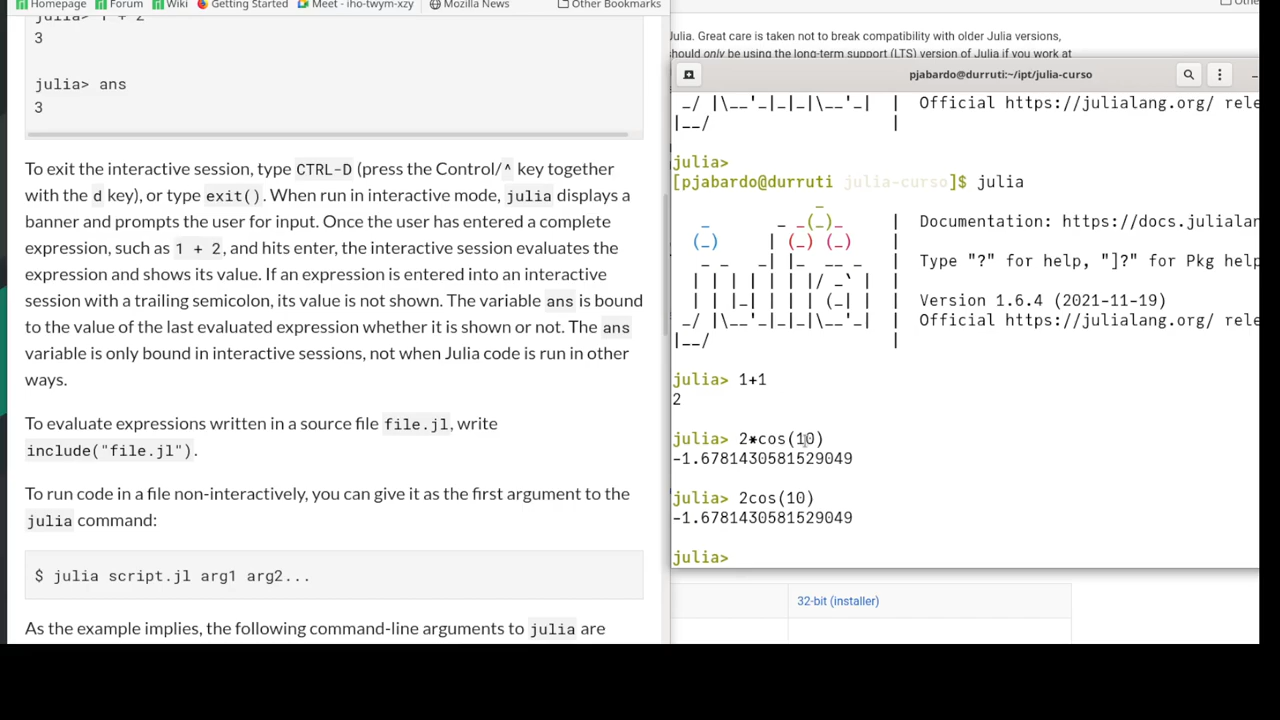 Homepage Forum Wiki Getting Started Meet - iho-twym-xzy Mozilla News Other Bookmarks
julia> 1 + 2
3
julia> ans
3
To exit the interactive session, type CTRL-D (press the Control/^ key together
with the d key), or type exit(). When run in interactive mode, julia displays a
banner and prompts the user for input. Once the user has entered a complete
expression, such as 1 + 2, and hits enter, the interactive session evaluates the
expression and shows its value. If an expression is entered into an interactive
session with a trailing semicolon, its value is not shown. The variable ans is bound
to the value of the last evaluated expression whether it is shown or not. The ans
variable is only bound in interactive sessions, not when Julia code is run in other
ways.
To evaluate expressions written in a source file file.jl, write
include("file.jl").
To run code in a file non-interactively, you can give it as the first argument to the
julia command:
$ julia script.jl arg1 arg2...
As the example implies, the following command-line arguments to julia are
Julia. Great care is taken not to break compatibility with older Julia versions,
should only be using the long-term support (LTS) version of Julia if you work at
pjabardo@durruti:~/ipt/julia-curso
_/ |\__'_|_|_|\__'_| | Official https://julialang.org/ rele
|__/ |
julia>
[pjabardo@durruti julia-curso]$ julia
_
_ _ _(_)_ | Documentation: https://docs.julialan
(_) | (_) (_) |
_ _ _| |_ __ _ | Type "?" for help, "]?" for Pkg help
| | | | | | |/ _` | |
| | |_| | | | (_| | | Version 1.6.4 (2021-11-19)
_/ |\__'_|_|_|\__'_| | Official https://julialang.org/ rele
|__/ |
julia> 1+1
2
julia> 2*cos(10)
-1.6781430581529049
julia> 2cos(10)
-1.6781430581529049
julia>
32-bit (installer)